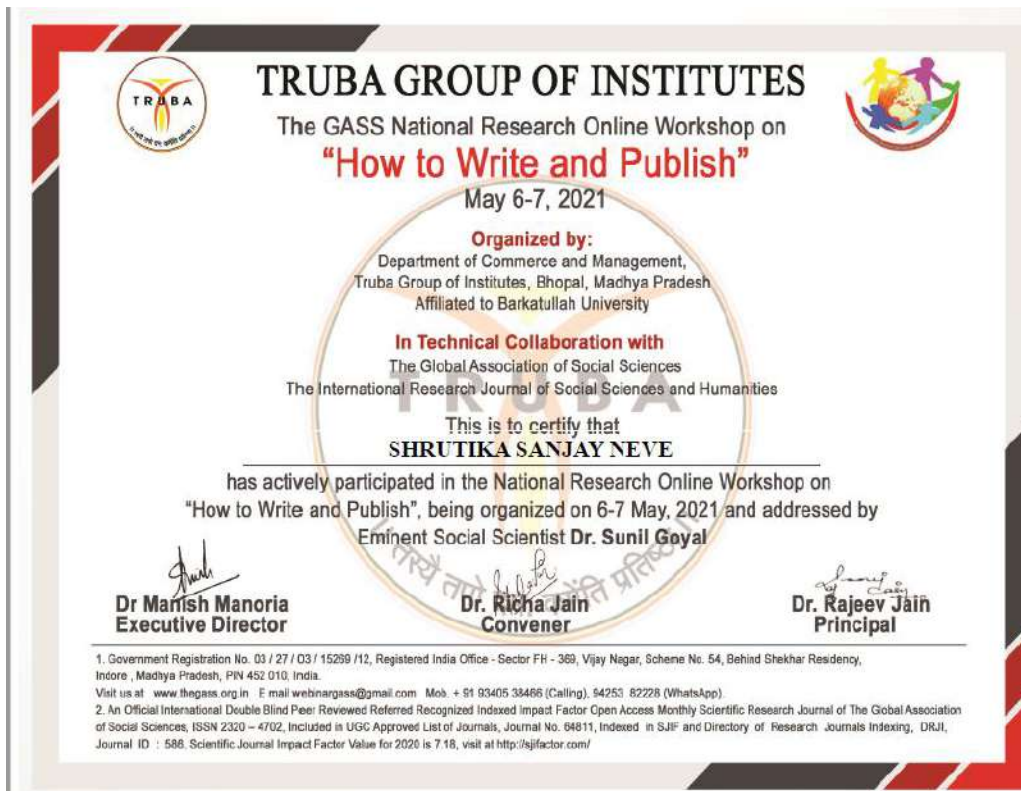 TRUBA
TRUBA GROUP OF INSTITUTES
The GASS National Research Online Workshop on
“How to Write and Publish”
May 6-7, 2021
Organized by:
Department of Commerce and Management,
Truba Group of Institutes, Bhopal, Madhya Pradesh
Affiliated to Barkatullah University
In Technical Collaboration with
The Global Association of Social Sciences
The International Research Journal of Social Sciences and Humanities
TRUBA
This is to certify that
SHRUTIKA SANJAY NEVE
has actively participated in the National Research Online Workshop on
“How to Write and Publish”, being organized on 6-7 May, 2021 and addressed by
Eminent Social Scientist Dr. Sunil Goyal
Dr Manish Manoria
Executive Director
Dr. Richa Jain
Convener
Dr. Rajeev Jain
Principal
1. Government Registration No. 03 / 27 / 03 / 15269 /12, Registered India Office - Sector FH - 369, Vijay Nagar, Scheme No. 54, Behind Shekhar Residency,
Indore , Madhya Pradesh, PIN 452 010, India.
Visit us at www.thegass.org.in E mail webinargass@gmail.com Mob. + 91 93405 38466 (Calling), 94253 82228 (WhatsApp).
2. An Official International Double Blind Peer Reviewed Referred Recognized Indexed Impact Factor Open Access Monthly Scientific Research Journal of The Global Association
of Social Sciences, ISSN 2320 – 4702, Included in UGC Approved List of Journals, Journal No. 64811, Indexed in SJIF and Directory of Research Journals Indexing, DRJI,
Journal ID : 586. Scientific Journal Impact Factor Value for 2020 is 7.18, visit at http://sjifactor.com/